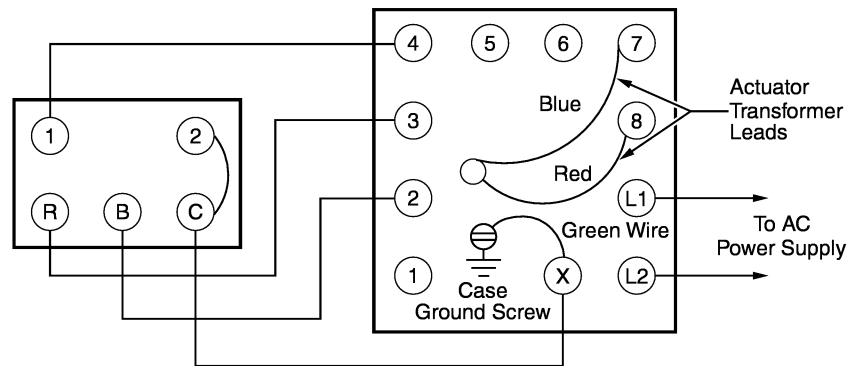 4 5 6 7
Actuator
Transformer
Leads
Blue
1 2
3
8
Red
R B C
2
L1
Green Wire
To AC
Power Supply
1
X
L2
Case
Ground Screw